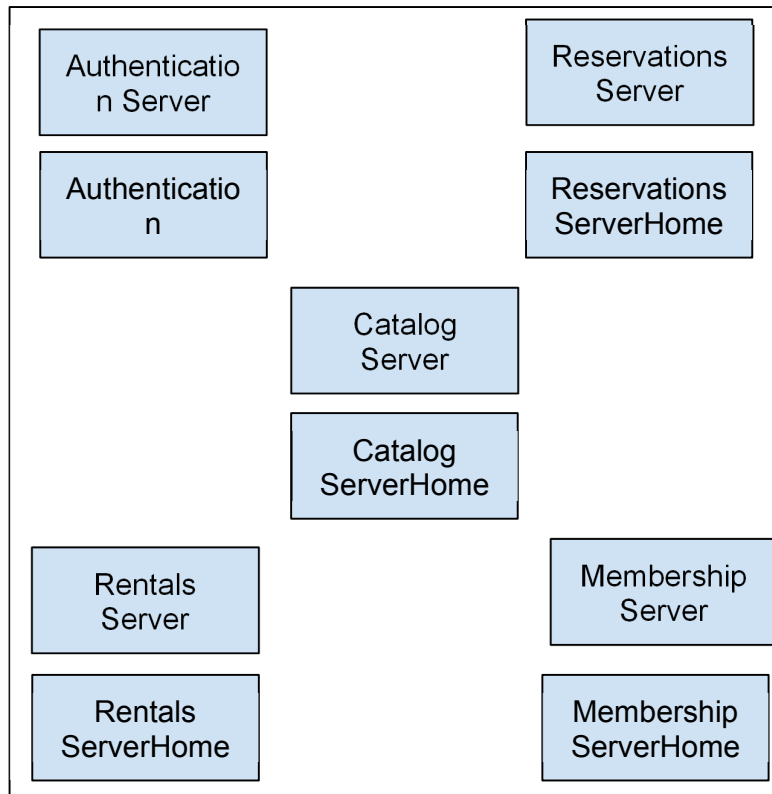 Authenticatio
n Server
Reservations
Server
Authenticatio
n
Reservations
ServerHome
Catalog
Server
Catalog
ServerHome
Rentals
Server
Membership
Server
Rentals
ServerHome
Membership
ServerHome